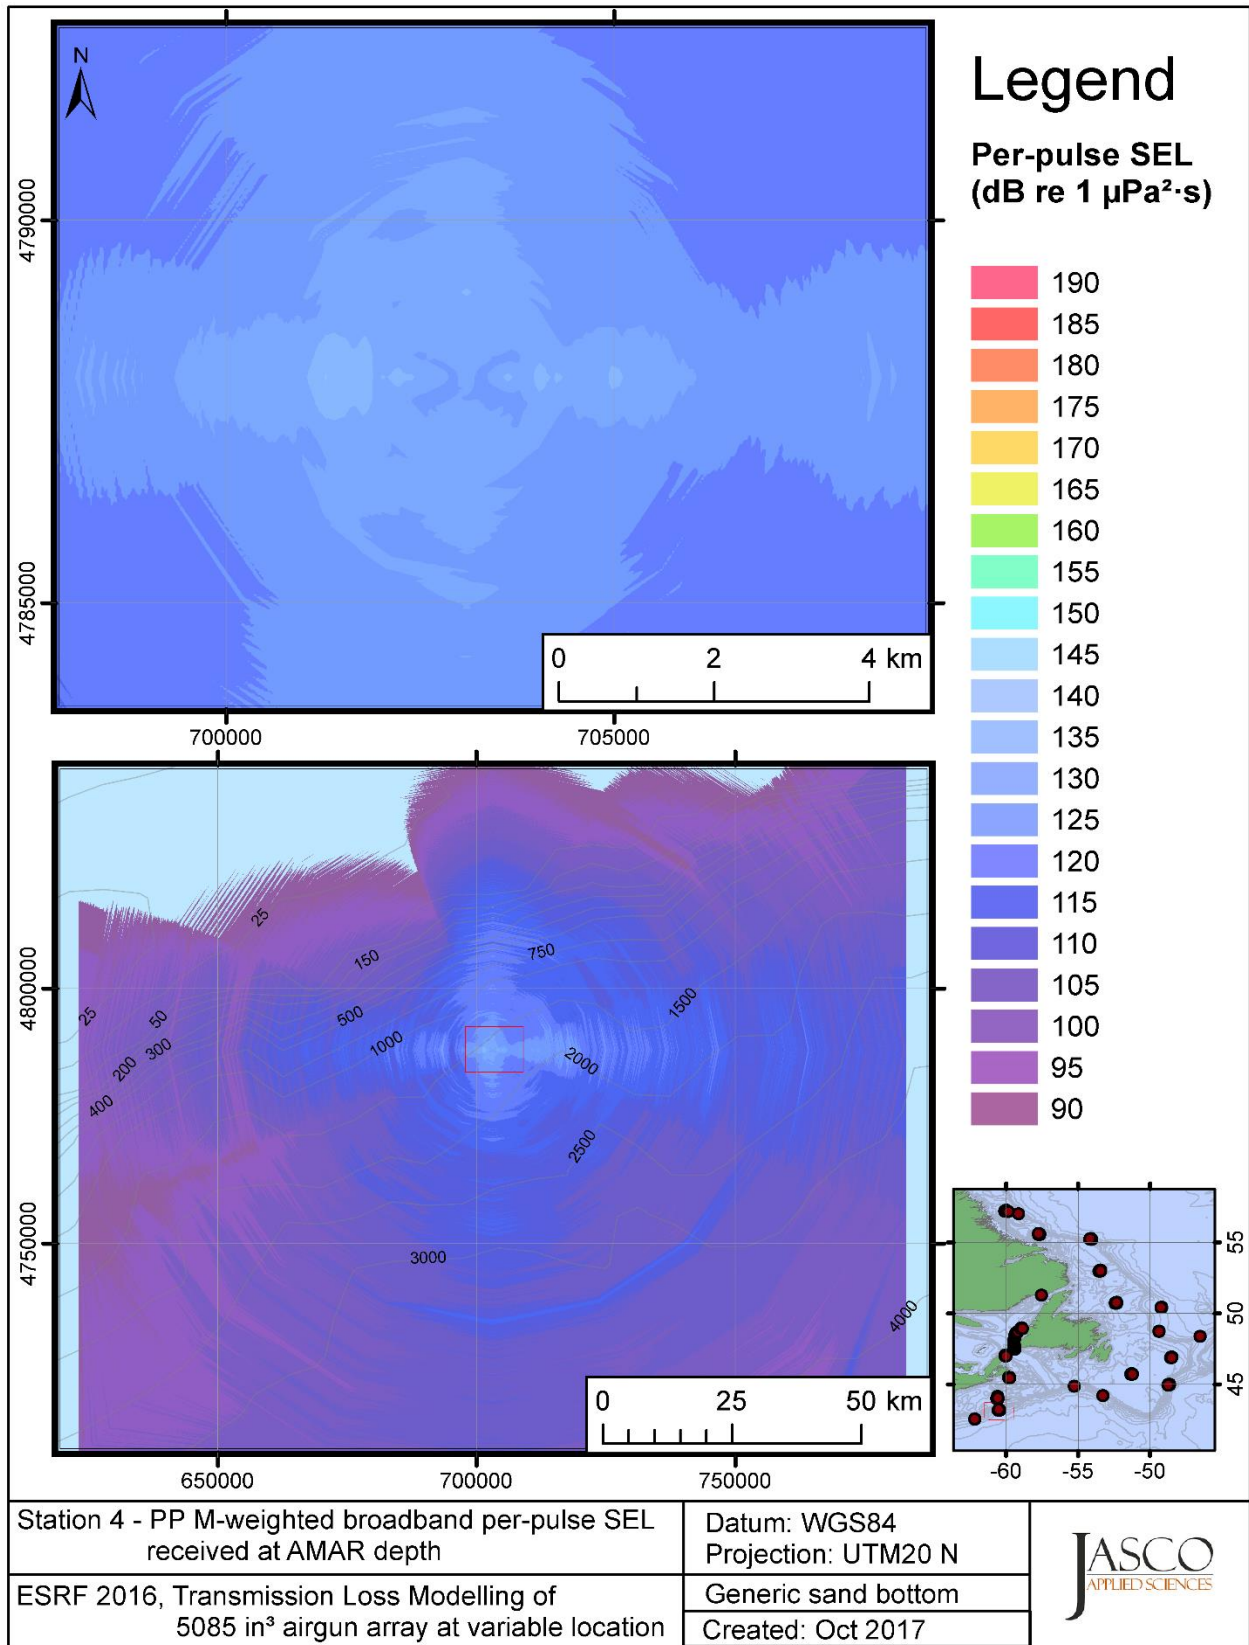 N
4790000
4785000
0 2 4 km
700000 705000
Legend
Per-pulse SEL
(dB re 1 µPa²·s)
190
185
180
175
170
165
160
155
150
145
140
135
130
125
120
115
110
105
100
95
90
4800000
4750000
25
150
750
25
50
500
1500
200
300
1000
2000
400
2500
3000
4000
0 25 50 km
650000 700000 750000
55
50
45
-60 -55 -50
Station 4 - PP M-weighted broadband per-pulse SEL
received at AMAR depth
ESRF 2016, Transmission Loss Modelling of
5085 in³ airgun array at variable location
Datum: WGS84
Projection: UTM20 N
Generic sand bottom
Created: Oct 2017
JASCO
APPLIED SCIENCES